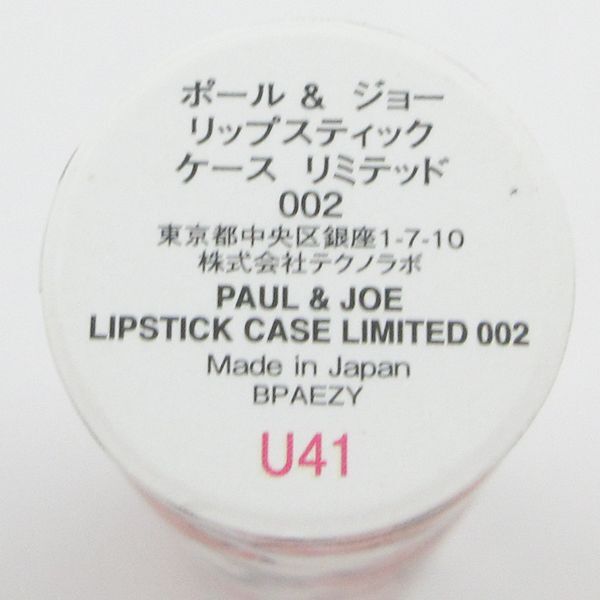 ポール & ジョー
リップスティック
ケース リミテッド
002
東京都中央区銀座1-7-10
株式会社テクノラボ
PAUL & JOE
LIPSTICK CASE LIMITED 002
Made in Japan
BPAEZY
U41